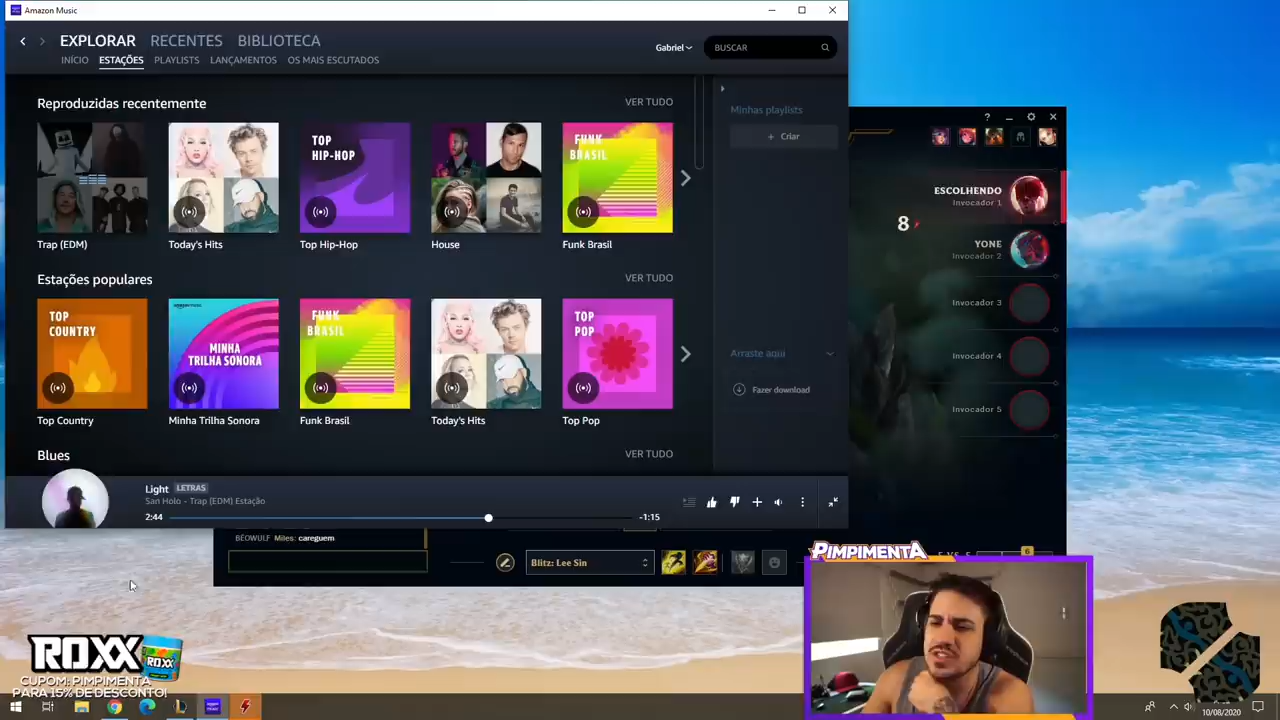 Amazon Music
EXPLORAR RECENTES BIBLIOTECA
Gabriel
BUSCAR
INÍCIO ESTAÇÕES PLAYLISTS LANÇAMENTOS OS MAIS ESCUTADOS
Reproduzidas recentemente
VER TUDO
Minhas playlists
+ Criar
TOP
HIP-HOP
FUNK
BRASIL
Trap (EDM)
Today's Hits
Top Hip-Hop
House
Funk Brasil
Estações populares
VER TUDO
TOP
COUNTRY
amazon music
MINHA
TRILHA SONORA
FUNK
BRASIL
TOP
POP
Top Country
Minha Trilha Sonora
Funk Brasil
Today's Hits
Top Pop
Arraste aqui
Fazer download
Blues
VER TUDO
Light LETRAS
San Holo - Trap (EDM) Estação
2:44
-1:15
?
8
ESCOLHENDO
Invocador 1
YONE
Invocador 2
Invocador 3
Invocador 4
Invocador 5
BEOWULF Miles: careguem
Blitz: Lee Sin
6
PIMPIMENTA
ROXX
ROXX
CUPOM: PIMPIMENTA
PARA 15% DE DESCONTO!
10/08/2020